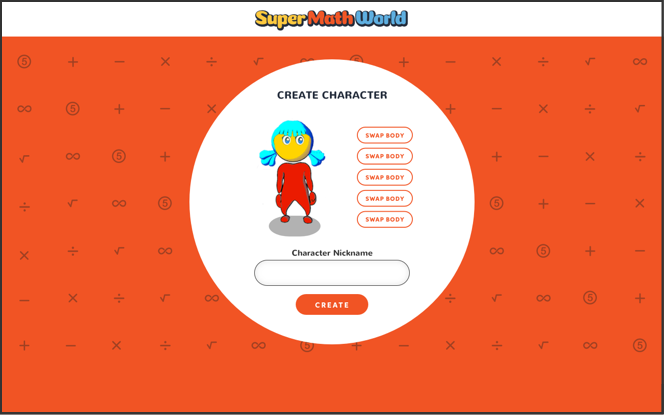 SuperMathWorld
CREATE CHARACTER
SWAP BODY
SWAP BODY
SWAP BODY
SWAP BODY
SWAP BODY
Character Nickname
CREATE